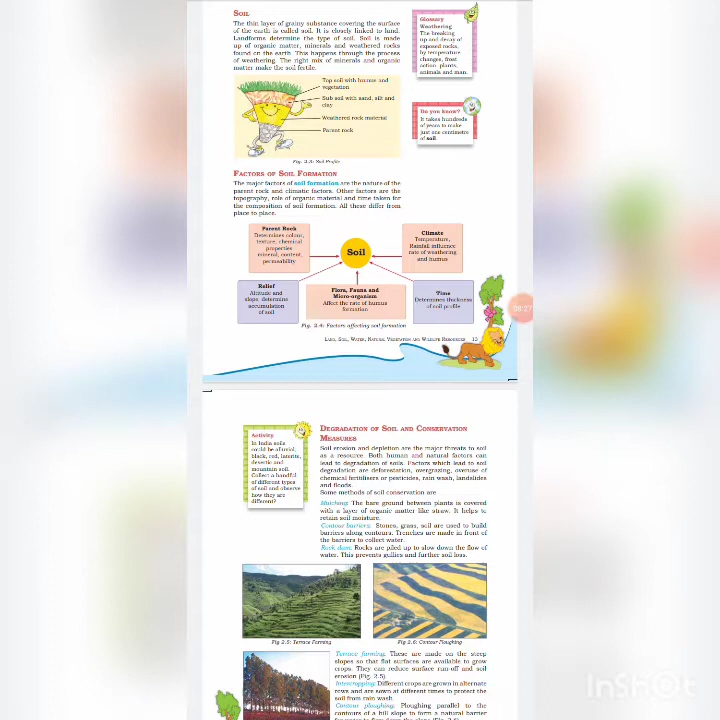 SOIL
The thin layer of grainy substance covering the surface
of the earth is called soil. It is closely linked to land.
Landforms determine the type of soil. Soil is made
up of organic matter, minerals and weathered rocks
found on the earth. This happens through the process
of weathering. The right mix of minerals and organic
matter make the soil fertile.
Glossary
Weathering
The breaking
up and decay of
exposed rocks,
by temperature
changes, frost
action, plants,
animals and man.
Top soil with humus and
vegetation
Sub soil with sand, silt and
clay
Weathered rock material
Parent rock
Fig. 2.3: Soil Profile
Do you know?
It takes hundreds
of years to make
just one centimetre
of soil
FACTORS OF SOIL FORMATION
The major factors of soil formation are the nature of the
parent rock and climatic factors. Other factors are the
topography, role of organic material and time taken for
the composition of soil formation. All these differ from
place to place.
Parent Rock
Determines colour,
texture, chemical
properties
mineral, content,
permeability
Soil
Climate
Temperature,
Rainfall influence
rate of weathering
and humus
Relief
Altitude and
slope, determine
accumulation
of soil
Flora, Fauna and
Micro-organism
Affect the rate of humus
formation
Time
Determines thickness
of soil profile
Fig. 2.4: Factors affecting soil formation
LAND, SOIL, WATER, NATURAL VEGETATION AND WILDLIFE RESOURCES 13
Activity
In India soils
could be alluvial,
black, red, laterite,
desertic and
mountain soil.
Collect a handful
of different types
of soil and observe
how they are
different?
DEGRADATION OF SOIL AND CONSERVATION
MEASURES
Soil erosion and depletion are the major threats to soil
as a resource. Both human and natural factors can
lead to degradation of soils. Factors which lead to soil
degradation are deforestation, overgrazing, overuse of
chemical fertilisers or pesticides, rain wash, landslides
and floods.
Some methods of soil conservation are
Mulching: The bare ground between plants is covered
with a layer of organic matter like straw. It helps to
retain soil moisture.
Contour barriers: Stones, grass, soil are used to build
barriers along contours. Trenches are made in front of
the barriers to collect water.
Rock dam: Rocks are piled up to slow down the flow of
water. This prevents gullies and further soil loss.
Fig 2.5: Terrace Farming
Fig 2.6: Contour Ploughing
Terrace farming: These are made on the steep
slopes so that flat surfaces are available to grow
crops. They can reduce surface run-off and soil
erosion (Fig. 2.5)
Intercropping: Different crops are grown in alternate
rows and are sown at different times to protect the
soil from rain wash.
Contour ploughing: Ploughing parallel to the
contours of a hill slope to form a natural barrier
for water to flow down the slope (Fig. 2.6)
InShot